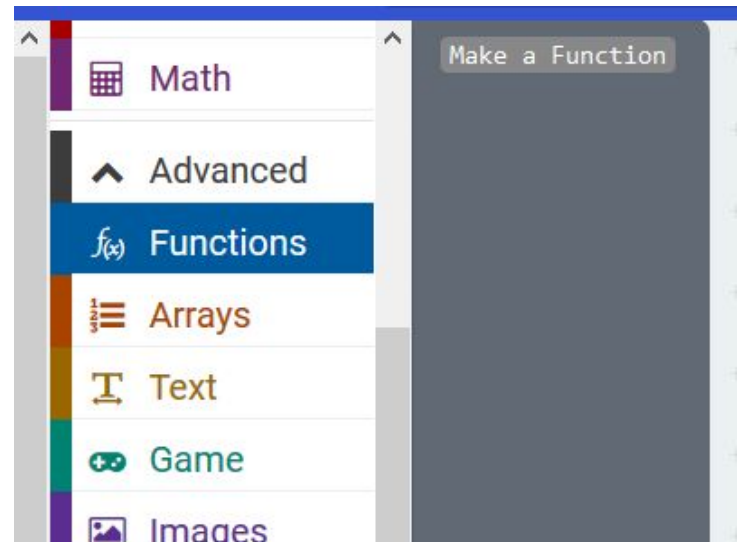 Math
Advanced
f(x) Functions
Arrays
Text
Game
Images
Make a Function